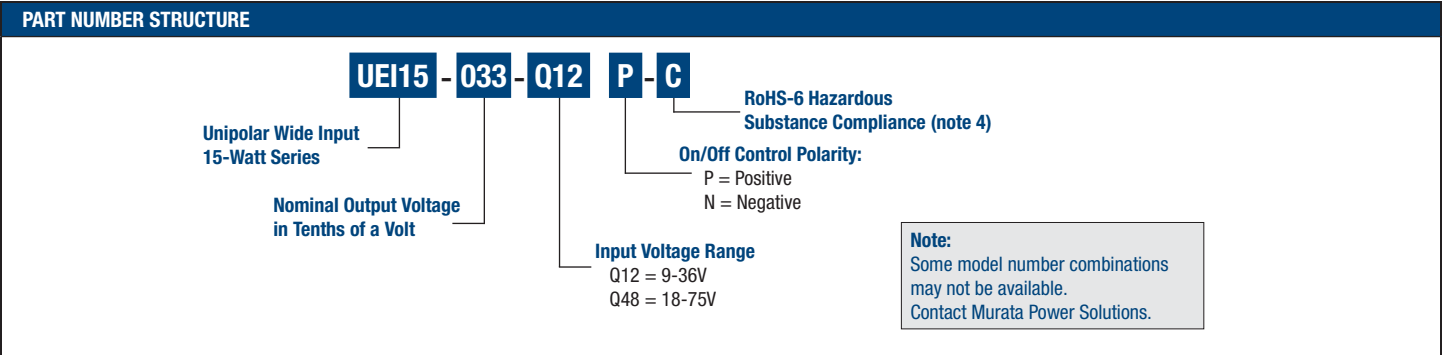 PART NUMBER STRUCTURE
UEI15 - 033 - Q12 P - C
RoHS-6 Hazardous
Substance Compliance (note 4)
Unipolar Wide Input
15-Watt Series
On/Off Control Polarity:
P = Positive
N = Negative
Nominal Output Voltage
in Tenths of a Volt
Input Voltage Range
Q12 = 9-36V
Q48 = 18-75V
Note:
Some model number combinations
may not be available.
Contact Murata Power Solutions.